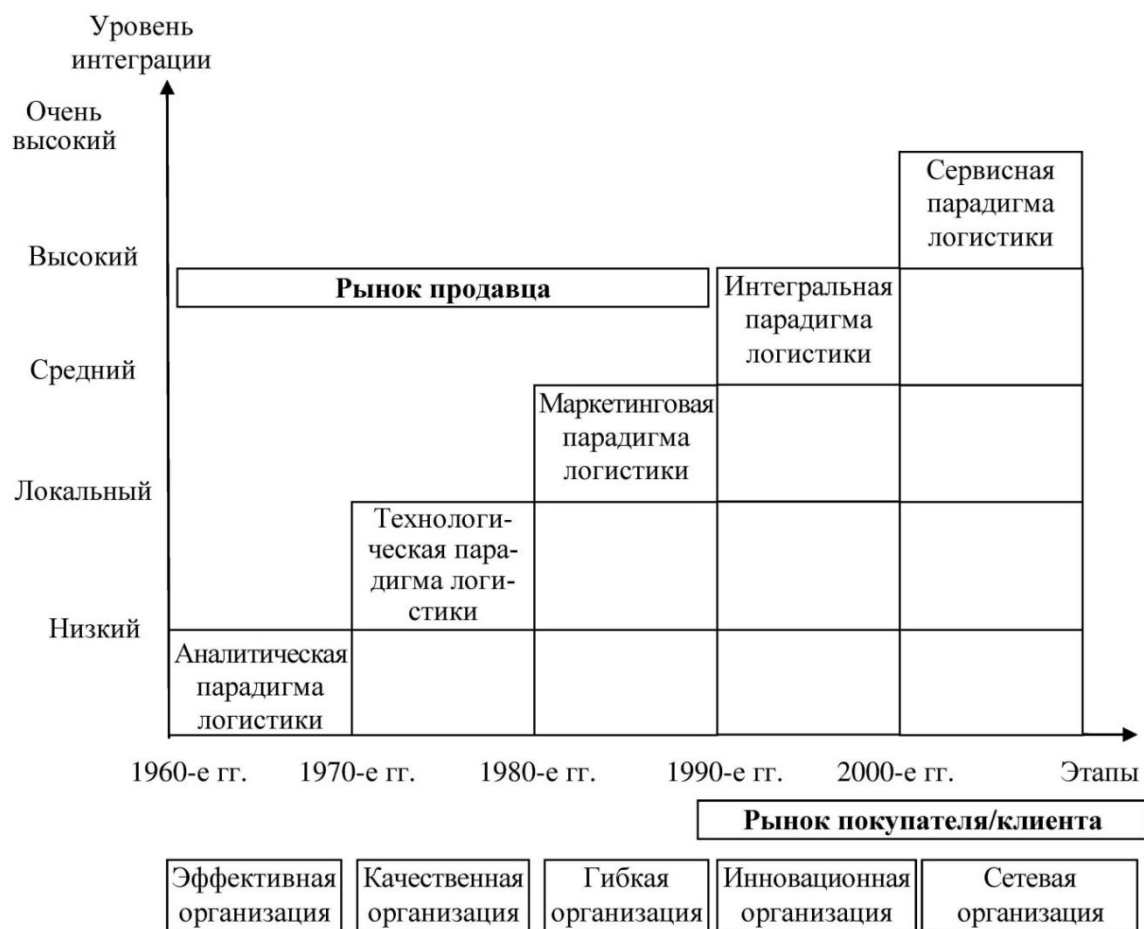 Уровень
интеграции
Очень
высокий
Сервисная
парадигма
логистики
Высокий
Рынок продавца
Интегральная
парадигма
логистики
Средний
Маркетинговая
парадигма
логистики
Локальный
Технологи-
ческая пара-
дигма логи-
стики
Низкий
Аналитическая
парадигма
логистики
1960-е гг.
1970-е гг.
1980-е гг.
1990-е гг.
2000-е гг.
Этапы
Рынок покупателя/клиента
Эффективная
организация
Качественная
организация
Гибкая
организация
Инновационная
организация
Сетевая
организация